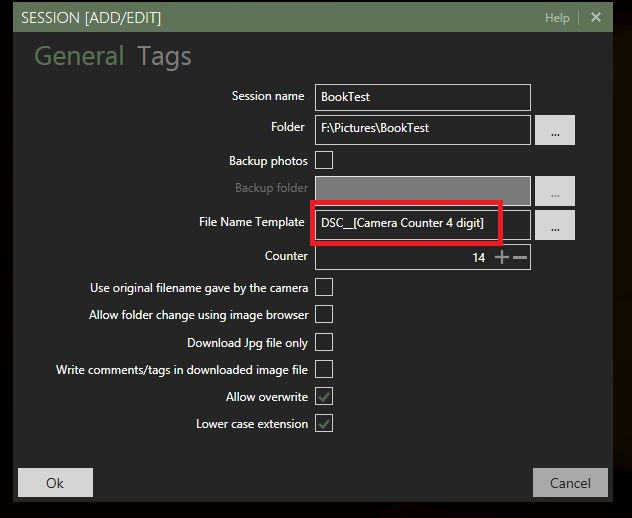 SESSION [ADD/EDIT] Help
General Tags
Session name BookTest
Folder F:\Pictures\BookTest ...
Backup photos
Backup folder ...
File Name Template DSC__[Camera Counter 4 digit] ...
Counter 14
Use original filename gave by the camera
Allow folder change using image browser
Download Jpg file only
Write comments/tags in downloaded image file
Allow overwrite
Lower case extension
Ok Cancel